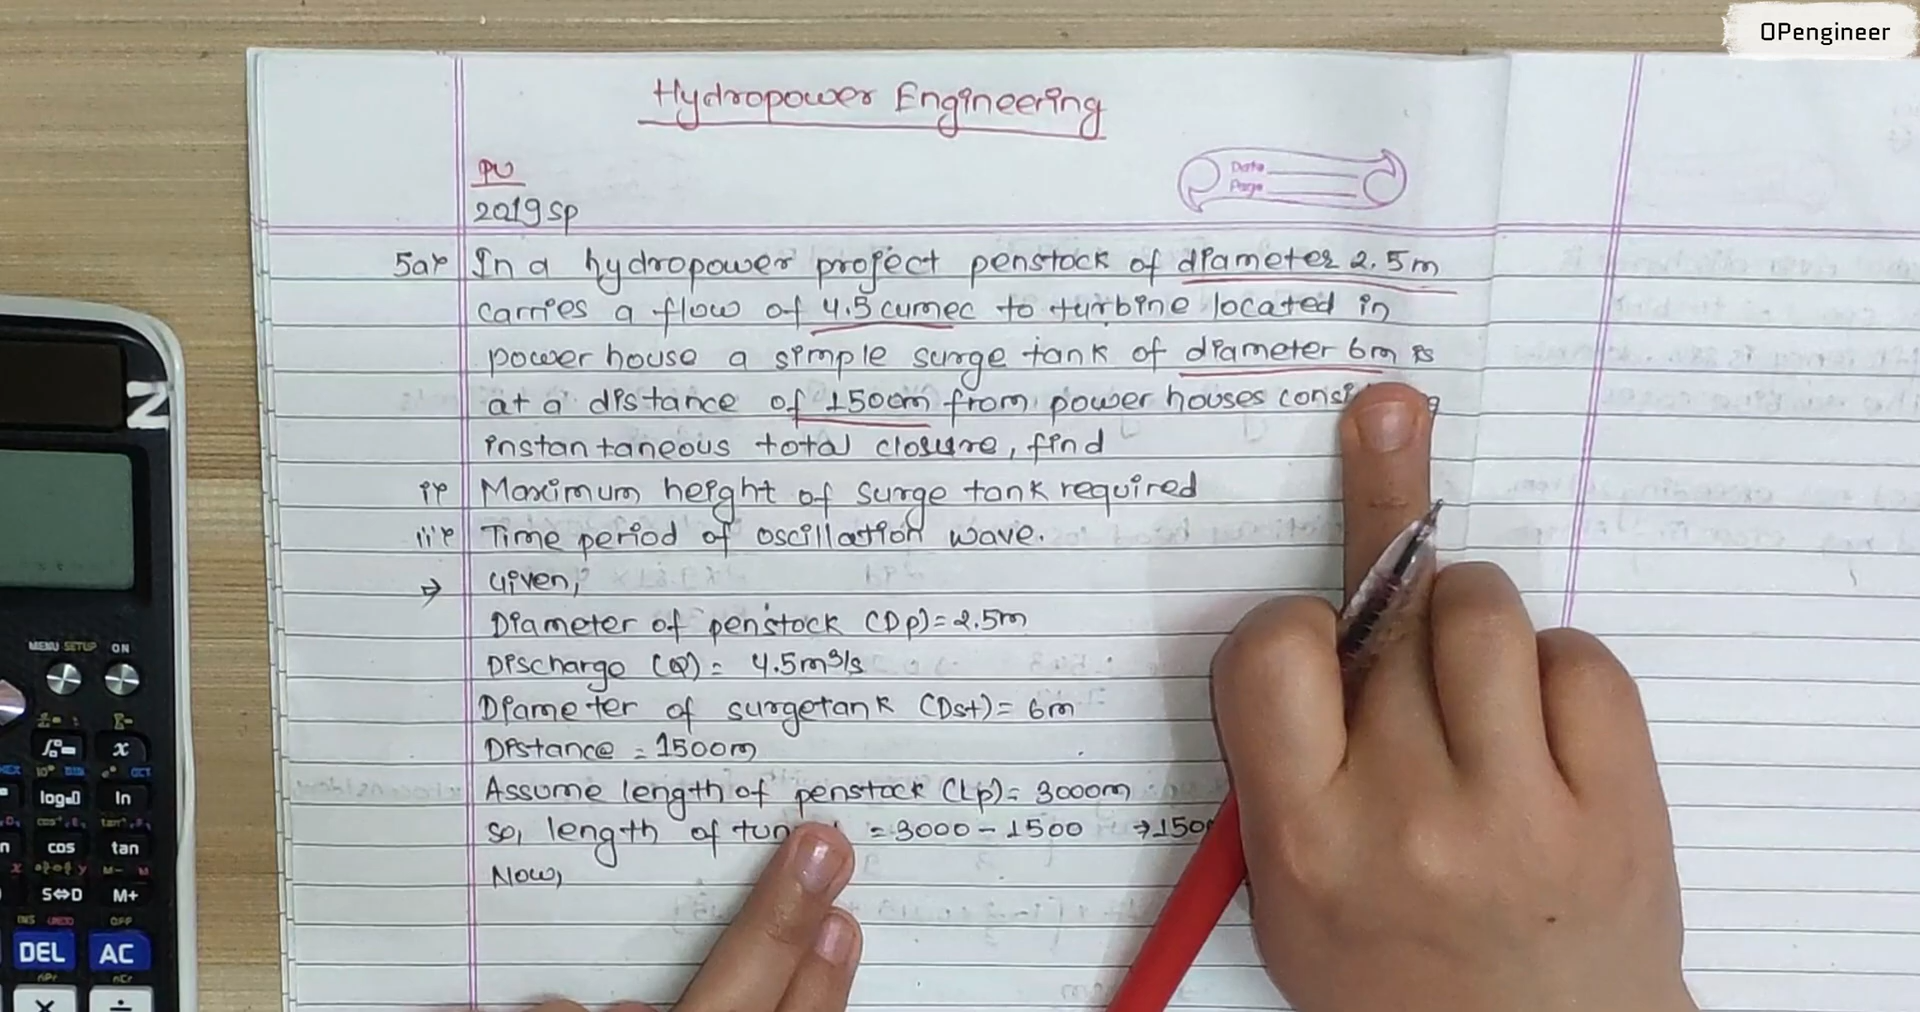 OPengineer
Hydropower Engineering
PU
2019 sp
Date
Page
5a) In a hydropower project penstock of diameter 2.5m
carries a flow of 4.5 cumec to turbine located in
power house a simple surge tank of diameter 6m is
at a distance of 1500m from power houses
instantaneous total closure, find
i) Maximum height of surge tank required
ii) Time period of oscillation wave.
→ Given,
Diameter of penstock (Dp) = 2.5m
Discharge (Q) = 4.5m³/s
Diameter of surgetank (Dst) = 6m
Distance = 1500m
Assume length of penstock (Lp) = 3000m
so, length of = 3000 - 1500 →
Now,
MENU SETUP ON
x
log ln
cos tan
S⇔D M+
DEL AC
× ÷